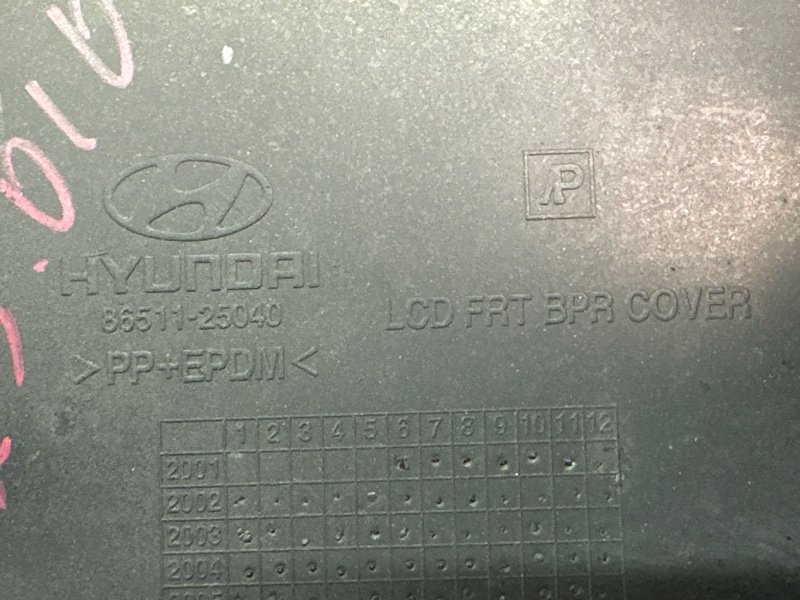 HYUNDAI
86511-25040
>PP+EPDM<
LCD FRT BPR COVER
1 2 3 4 5 6 7 8 9 10 11 12
2001
2002
2003
2004